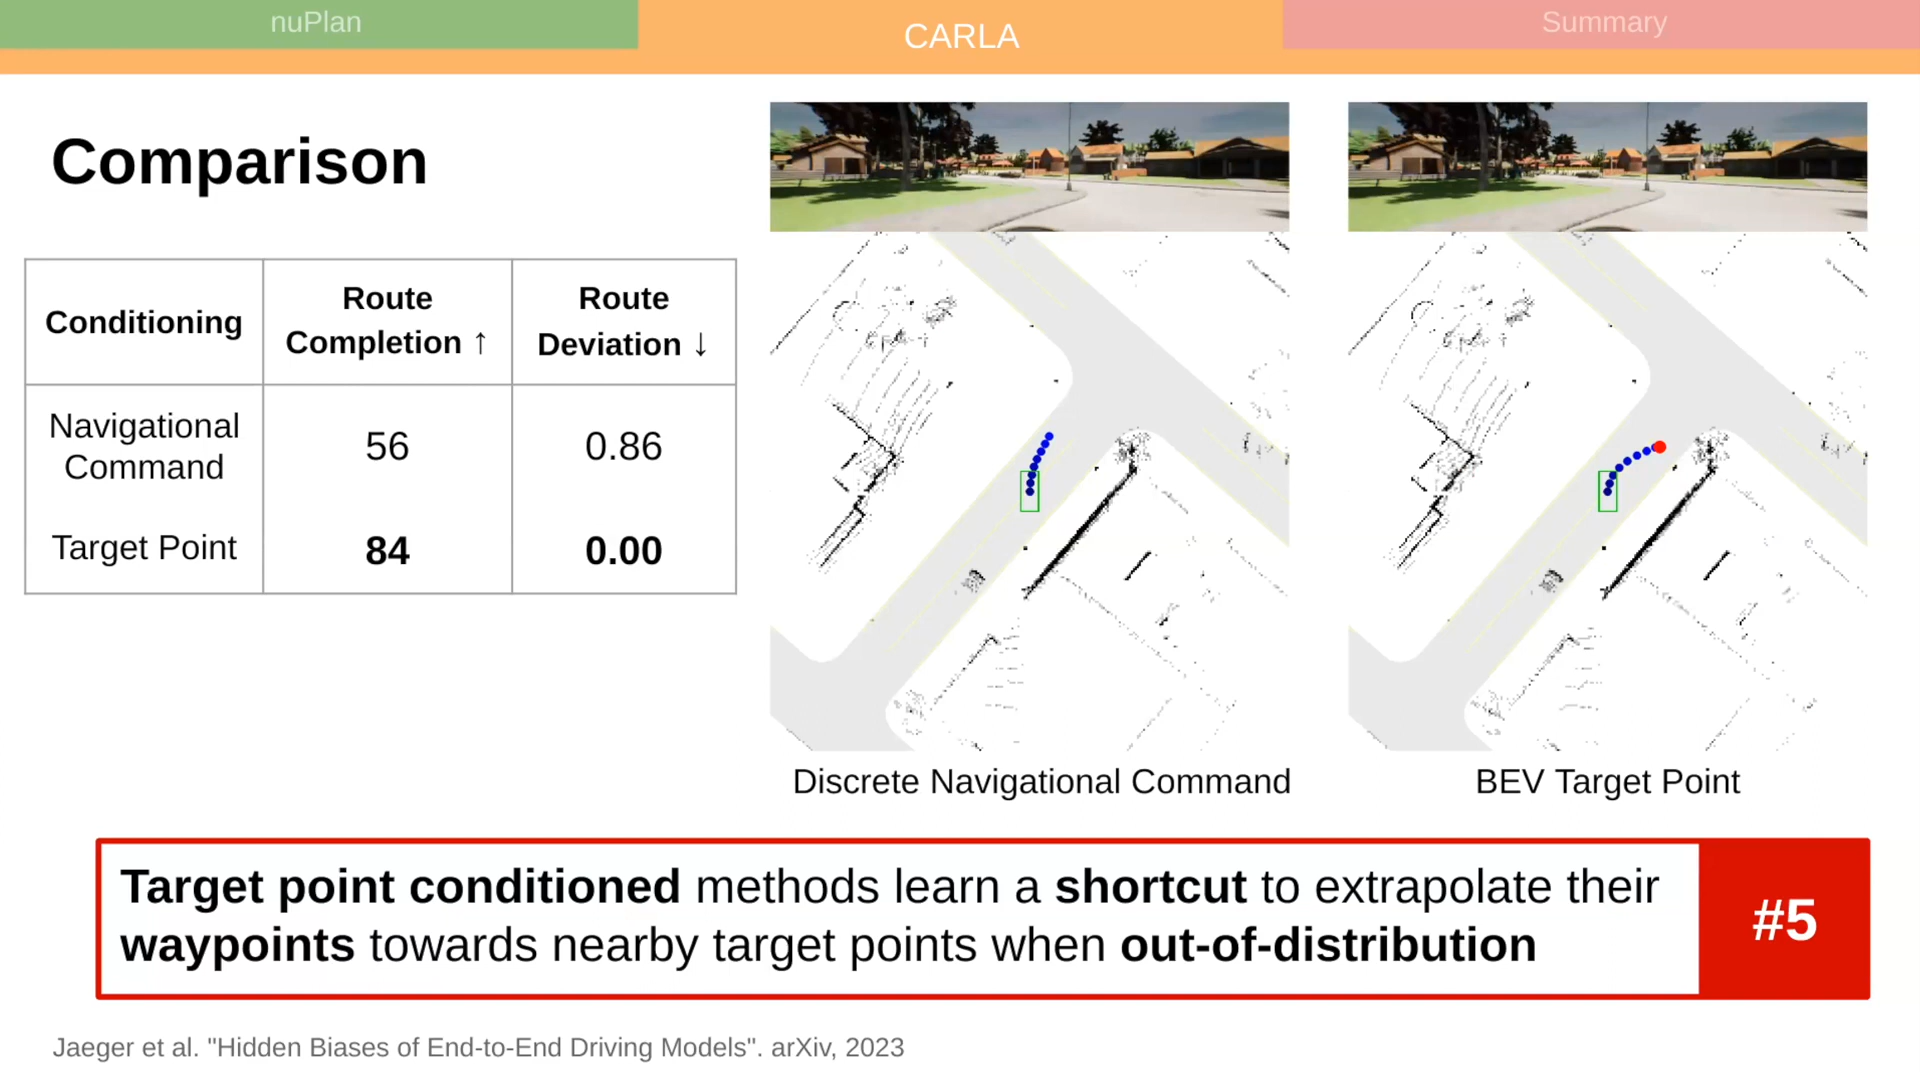 nuPlan
CARLA
Summary
Comparison
Conditioning
Route
Completion ↑
Route
Deviation ↓
Navigational
Command
56
0.86
Target Point
84
0.00
Discrete Navigational Command
BEV Target Point
Target point conditioned methods learn a shortcut to extrapolate their
waypoints towards nearby target points when out-of-distribution
#5
Jaeger et al. "Hidden Biases of End-to-End Driving Models". arXiv, 2023